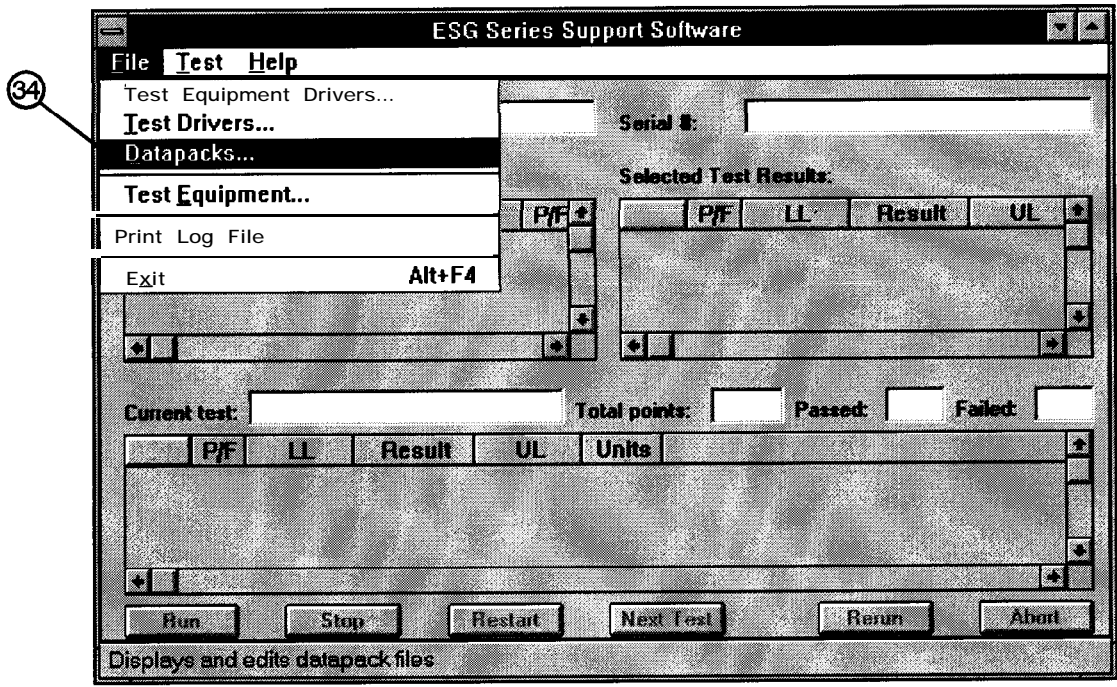 ESG Series Support Software
File Test Help
34
Test Equipment Drivers...
Test Drivers...
Datapacks...
Test Equipment...
Print Log File
Exit Alt+F4
Serial #:
Selected Test Results:
P/F
P/F LL Result UL
Current test: Total points: Passed: Failed:
P/F LL Result UL Units
Run Stop Restart Next Test Rerun Abort
Displays and edits datapack files